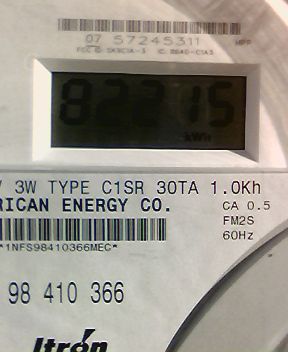 07 57245311
82215
kWh
V 3W TYPE C1SR 30TA 1.0Kh
RICAN ENERGY CO.
CA 0.5
FM2S
60Hz
*1NFS98410366MEC*
98 410 366
Itron